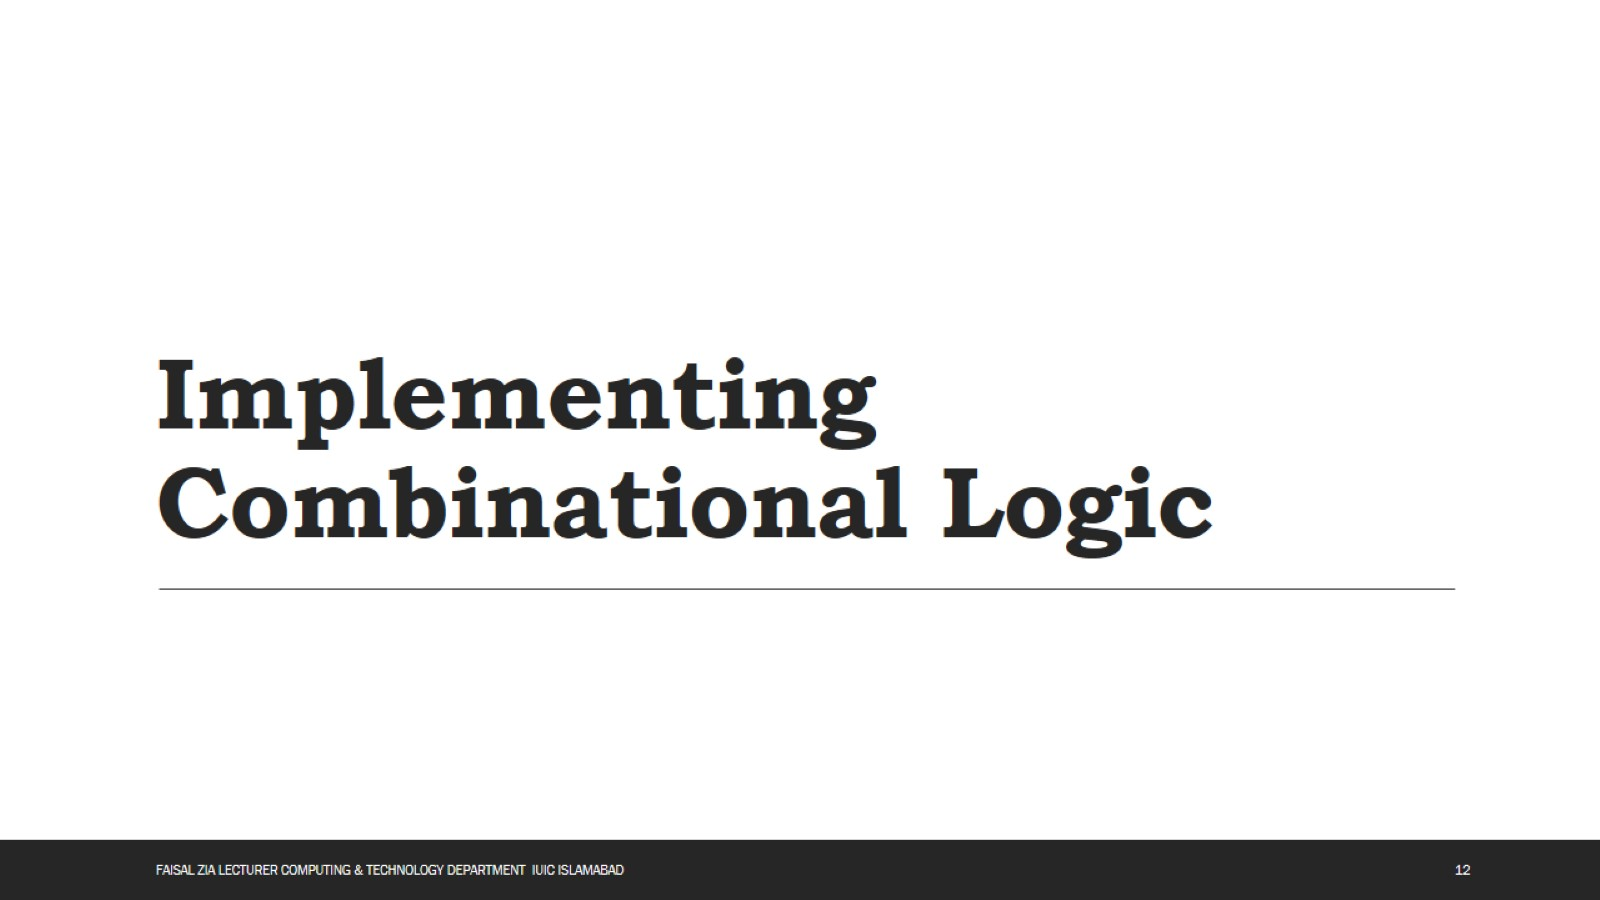 Implementing
Combinational Logic
FAISAL ZIA LECTURER COMPUTING & TECHNOLOGY DEPARTMENT IUIC ISLAMABAD
12